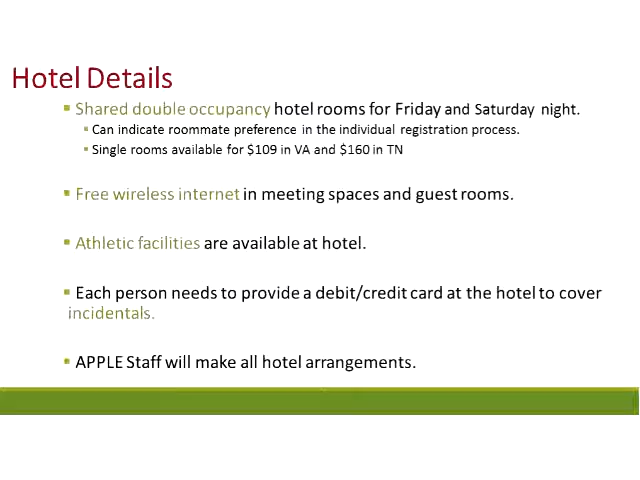 Hotel Details
▪ Shared double occupancy hotel rooms for Friday and Saturday night.
▪ Can indicate roommate preference in the individual registration process.
▪ Single rooms available for $109 in VA and $160 in TN
▪ Free wireless internet in meeting spaces and guest rooms.
▪ Athletic facilities are available at hotel.
▪ Each person needs to provide a debit/credit card at the hotel to cover
incidentals.
▪ APPLE Staff will make all hotel arrangements.